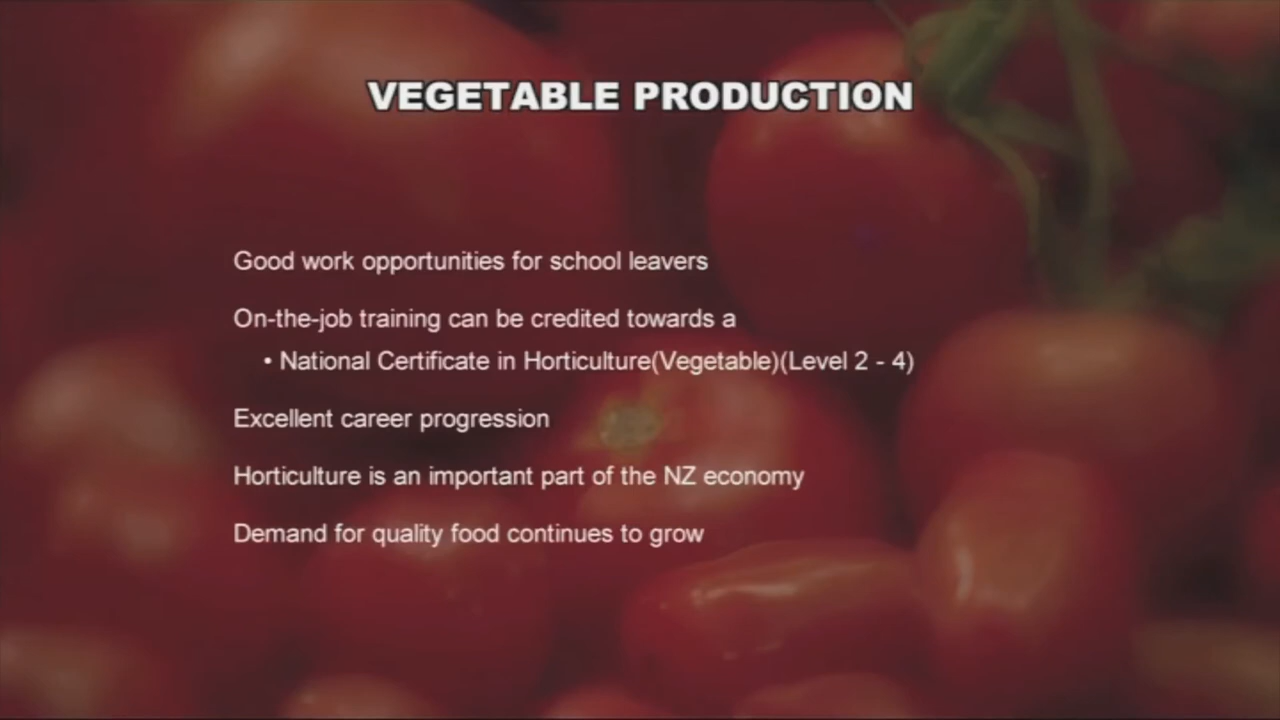 VEGETABLE PRODUCTION
Good work opportunities for school leavers
On-the-job training can be credited towards a
• National Certificate in Horticulture(Vegetable)(Level 2 - 4)
Excellent career progression
Horticulture is an important part of the NZ economy
Demand for quality food continues to grow